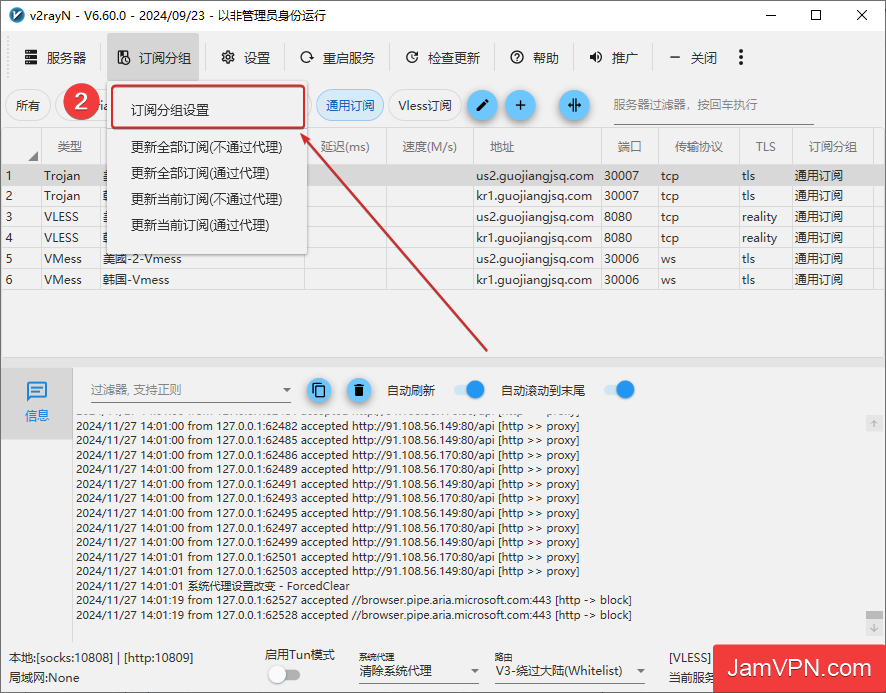 v2rayN - V6.60.0 - 2024/09/23 - 以非管理员身份运行
服务器 订阅分组 设置 重启服务 检查更新 帮助 推广 关闭
所有 2 通用订阅 Vless订阅 服务器过滤器，按回车执行
订阅分组设置
更新全部订阅(不通过代理)
更新全部订阅(通过代理)
更新当前订阅(不通过代理)
更新当前订阅(通过代理)
类型 延迟(ms) 速度(M/s) 地址 端口 传输协议 TLS 订阅分组
1 Trojan us2.guojiangjsq.com 30007 tcp tls 通用订阅
2 Trojan kr1.guojiangjsq.com 30007 tcp tls 通用订阅
3 VLESS us2.guojiangjsq.com 8080 tcp reality 通用订阅
4 VLESS kr1.guojiangjsq.com 8080 tcp reality 通用订阅
5 VMess 美國-2-Vmess us2.guojiangjsq.com 30006 ws tls 通用订阅
6 VMess 韩国-Vmess kr1.guojiangjsq.com 30006 ws tls 通用订阅
信息
过滤器, 支持正则 自动刷新 自动滚动到末尾
2024/11/27 14:01:00 from 127.0.0.1:62482 accepted http://91.108.56.149:80/api [http >> proxy]
2024/11/27 14:01:00 from 127.0.0.1:62485 accepted http://91.108.56.149:80/api [http >> proxy]
2024/11/27 14:01:00 from 127.0.0.1:62486 accepted http://91.108.56.170:80/api [http >> proxy]
2024/11/27 14:01:00 from 127.0.0.1:62489 accepted http://91.108.56.170:80/api [http >> proxy]
2024/11/27 14:01:00 from 127.0.0.1:62491 accepted http://91.108.56.149:80/api [http >> proxy]
2024/11/27 14:01:00 from 127.0.0.1:62493 accepted http://91.108.56.170:80/api [http >> proxy]
2024/11/27 14:01:00 from 127.0.0.1:62495 accepted http://91.108.56.149:80/api [http >> proxy]
2024/11/27 14:01:00 from 127.0.0.1:62497 accepted http://91.108.56.170:80/api [http >> proxy]
2024/11/27 14:01:00 from 127.0.0.1:62499 accepted http://91.108.56.149:80/api [http >> proxy]
2024/11/27 14:01:01 from 127.0.0.1:62501 accepted http://91.108.56.170:80/api [http >> proxy]
2024/11/27 14:01:01 from 127.0.0.1:62503 accepted http://91.108.56.149:80/api [http >> proxy]
2024/11/27 14:01:01 系统代理设置改变 - ForcedClear
2024/11/27 14:01:19 from 127.0.0.1:62527 accepted //browser.pipe.aria.microsoft.com:443 [http -> block]
2024/11/27 14:01:19 from 127.0.0.1:62528 accepted //browser.pipe.aria.microsoft.com:443 [http -> block]
本地:[socks:10808] | [http:10809]
局域网:None
启用Tun模式
系统代理
清除系统代理
路由
V3-绕过大陆(Whitelist)
[VLESS]
当前服务
JamVPN.com